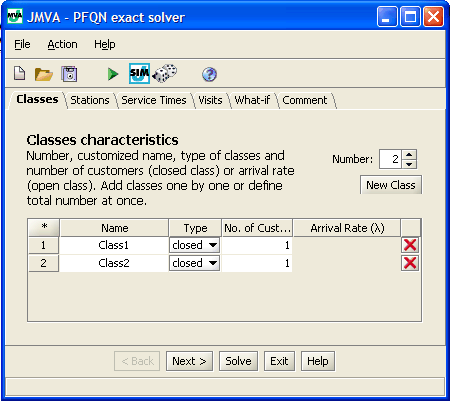 JMVA - PFQN exact solver
File Action Help
SIM
Classes Stations Service Times Visits What-if Comment
Classes characteristics
Number, customized name, type of classes and
number of customers (closed class) or arrival rate
(open class). Add classes one by one or define
total number at once.
Number: 2
New Class
* Name Type No. of Cust... Arrival Rate (λ)
1 Class1 closed 1
2 Class2 closed 1
< Back Next > Solve Exit Help